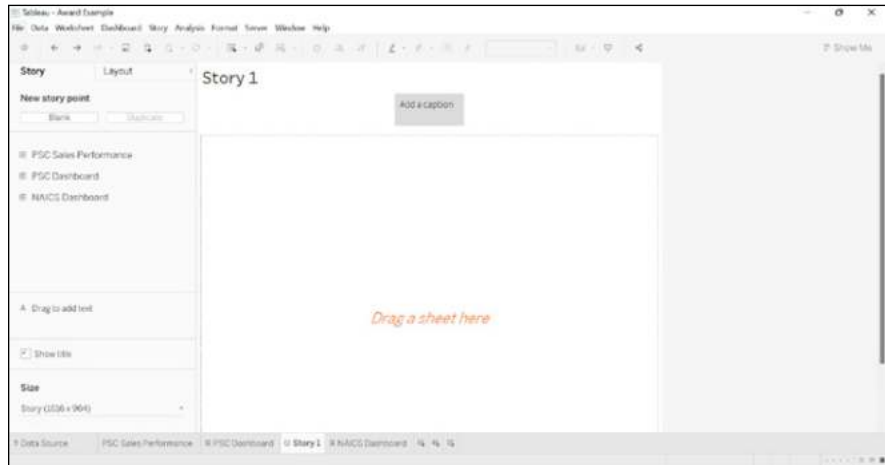 Tableau - Award Example
File Data Worksheet Dashboard Story Analysis Format Server Window Help
Show Me
Story Layout
Story 1
New story point
Blank Duplicate
Add a caption
PSC Sales Performance
PSC Dashboard
NAICS Dashboard
A Drag to add text
Drag a sheet here
Show title
Size
Story (1016 x 964)
Data Source PSC Sales Performance PSC Dashboard Story 1 NAICS Dashboard